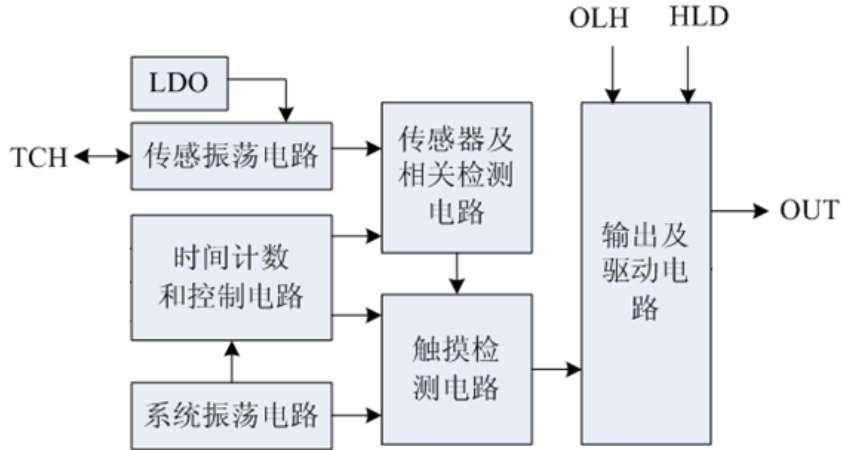 OLH
HLD
LDO
TCH
传感振荡电路
传感器及
相关检测
电路
时间计数
和控制电路
输出及
驱动电
路
OUT
触摸检
测电路
系统振荡电路